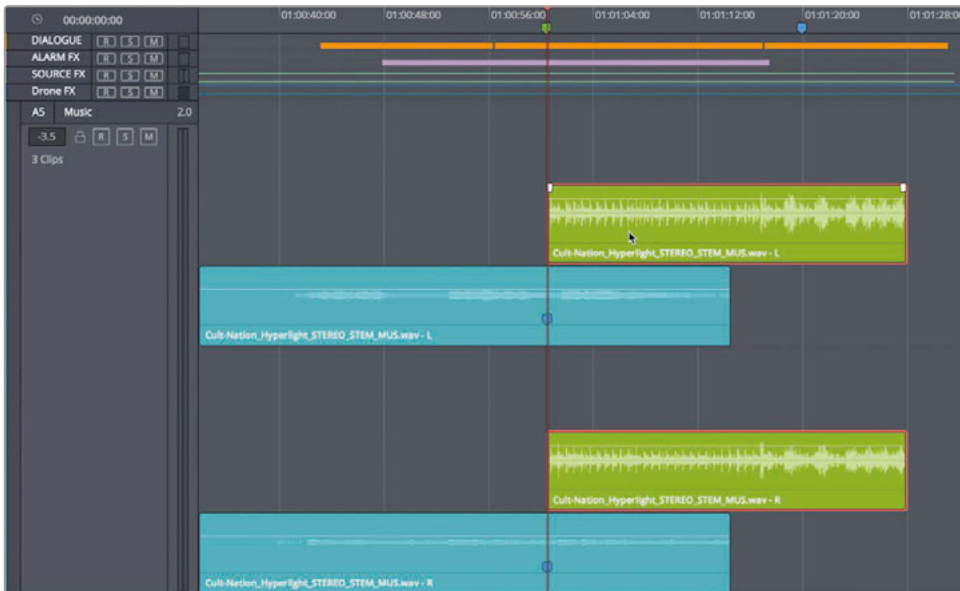 00:00:00:00
01:00:40:00 01:00:48:00 01:00:56:00 01:01:04:00 01:01:12:00 01:01:20:00 01:01:28:0
DIALOGUE R S M
ALARM FX R S M
SOURCE FX R S M
Drone FX R S M
A5 Music 2.0
-3.5 R S M
3 Clips
Cult-Nation_Hyperlight_STEREO_STEM_MUS.wav - L
Cult-Nation_Hyperlight_STEREO_STEM_MUS.wav - L
Cult-Nation_Hyperlight_STEREO_STEM_MUS.wav - R
Cult-Nation_Hyperlight_STEREO_STEM_MUS.wav - R